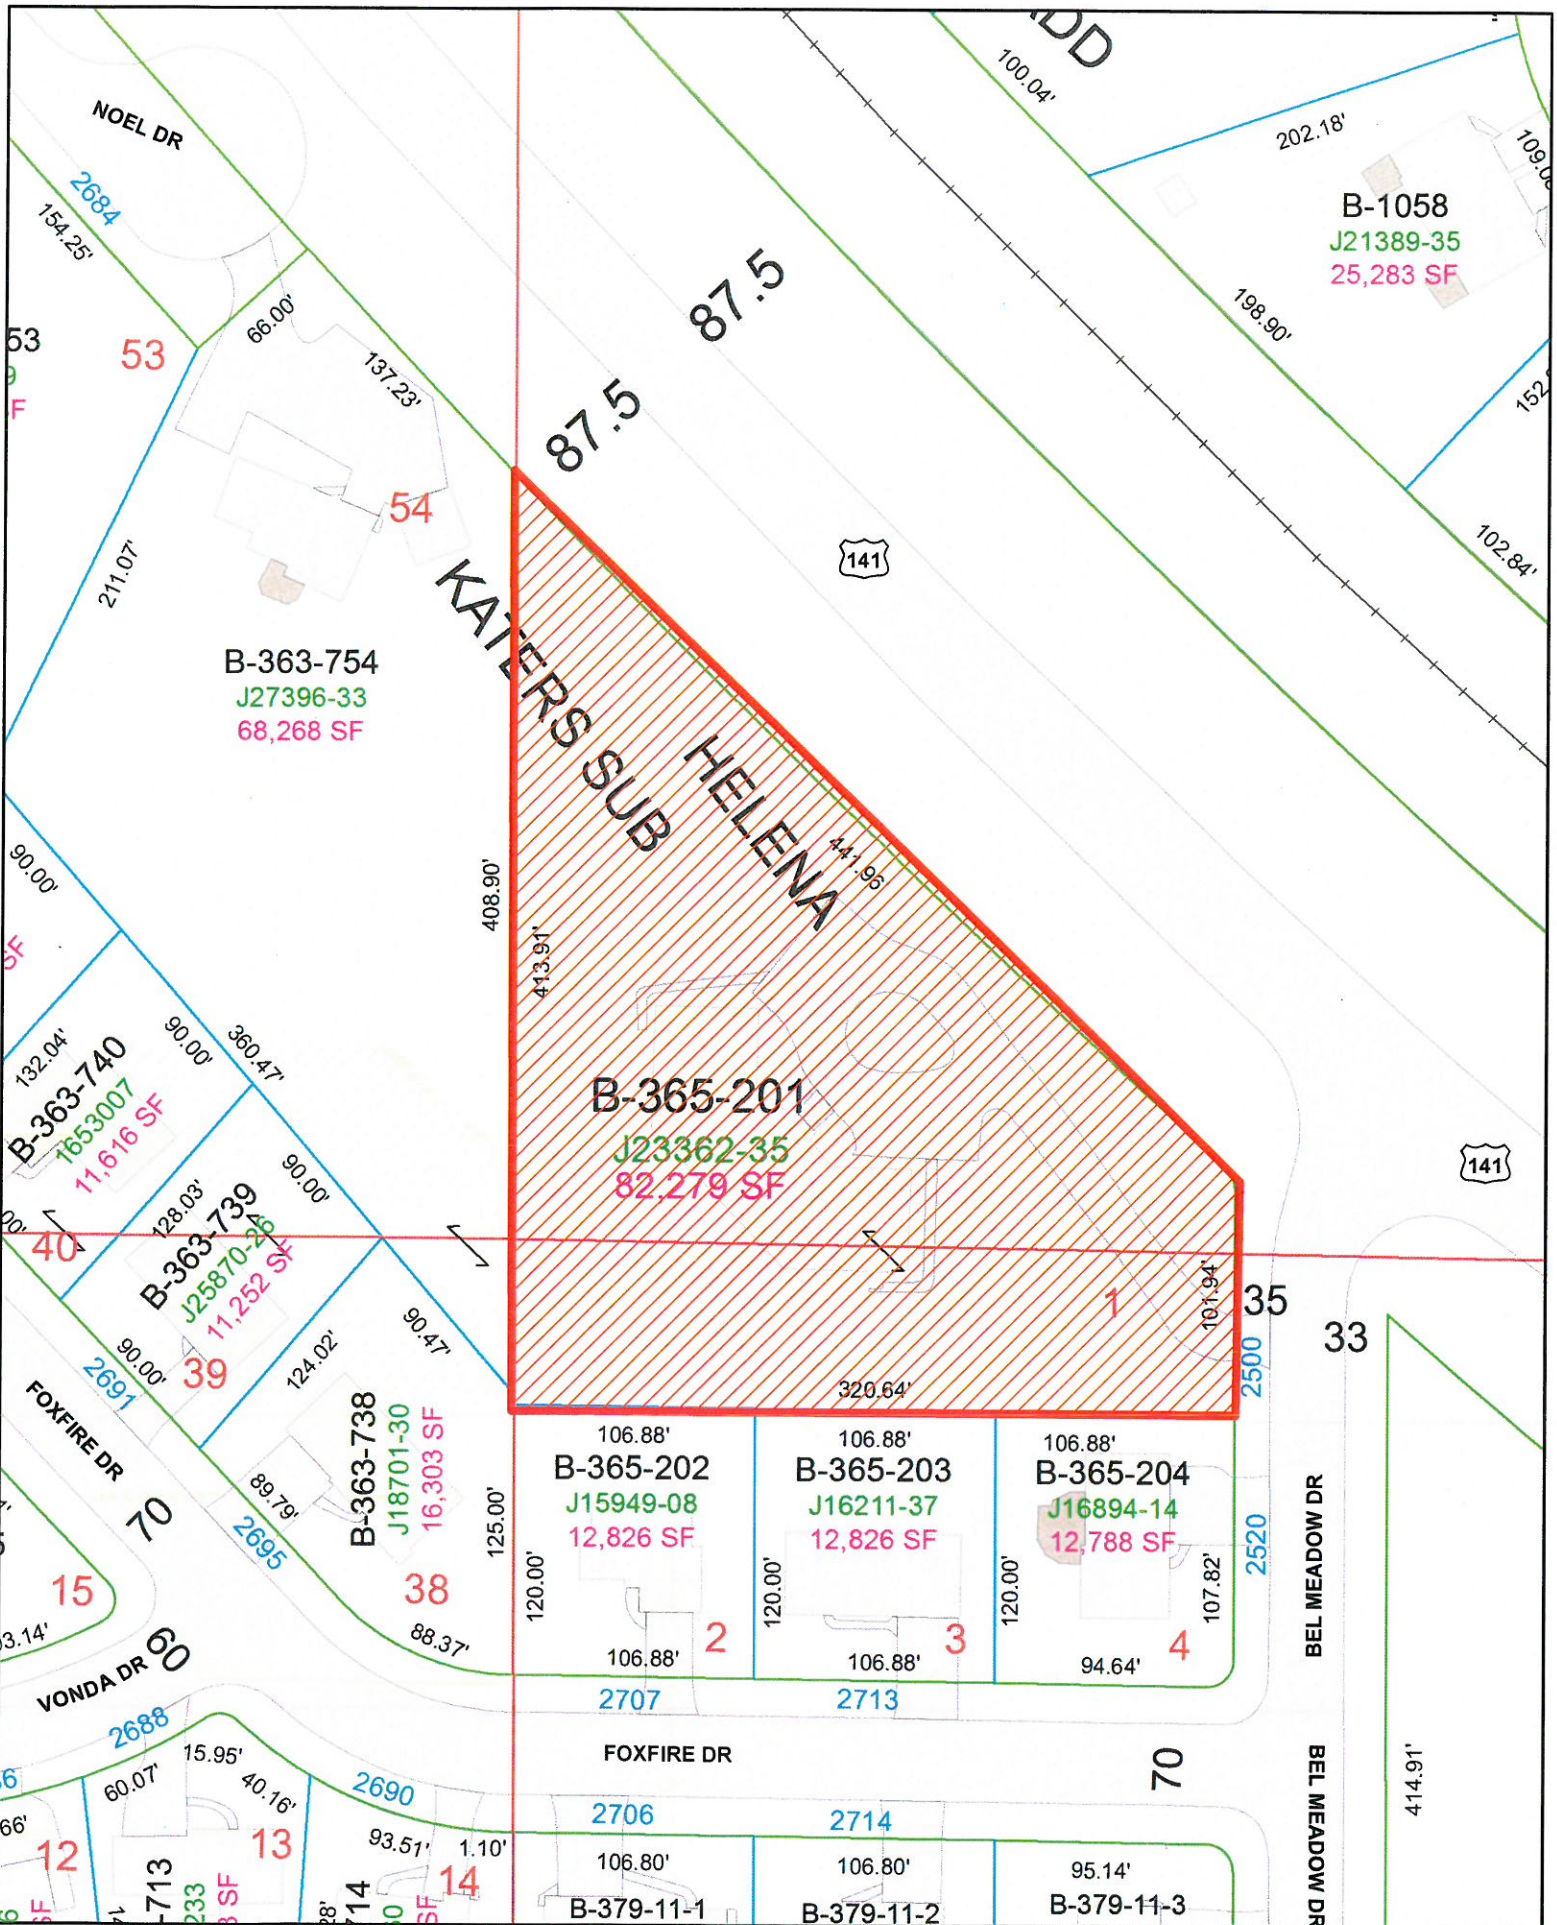 ADD
100.04'
202.18'
NOEL DR
2684
154.25'
B-1058
J21389-35
25,283 SF
66.00'
87.5
198.90'
53
53
137.23'
87.5
54
141
102.84'
211.07'
KATERS SUB
B-363-754
J27396-33
68,268 SF
HELENA
441.96
90.00'
408.90'
413.91'
SF
132.04'
90.00'
360.47'
B-363-740
1653007
11,616 SF
B-365-201
J23362-35
82,279 SF
141
90.00'
128.03'
B-363-739
J25870-26
11,252 SF
40
101.94'
1
35
33
2500
90.47'
124.02'
90.00'
2691
39
320.64'
FOXFIRE DR
B-363-738
J18701-30
16,303 SF
106.88'
B-365-202
J15949-08
12,826 SF
106.88'
B-365-203
J16211-37
12,826 SF
106.88'
B-365-204
J16894-14
12,788 SF
89.79'
70
2695
125.00'
120.00'
120.00'
120.00'
107.82'
2520
BEL MEADOW DR
15
38
88.37'
60
2
3
4
106.88'
106.88'
94.64'
VONDA DR
2707
2713
2688
15.95'
60.07'
40.16'
FOXFIRE DR
70
BEL MEADOW DR
414.91'
2690
2706
2714
12
13
93.51'
1.10'
14
106.80'
106.80'
95.14'
B-379-11-1
B-379-11-2
B-379-11-3
-713
233
SF
SF
714
SF